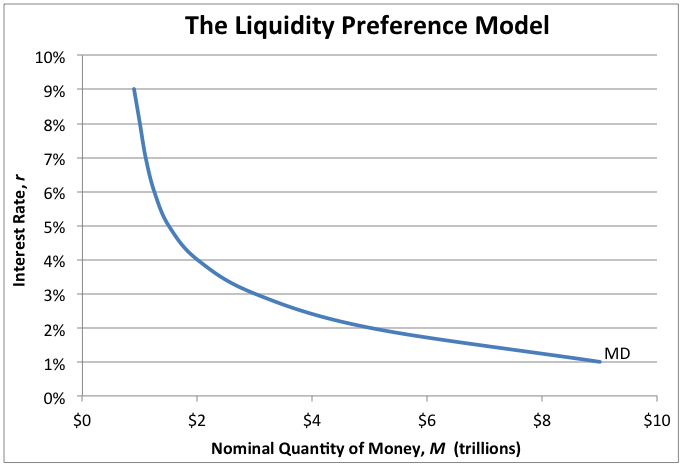 The Liquidity Preference Model
10%
9%
8%
7%
6%
5%
4%
3%
2%
1%
0%
Interest Rate, r
MD
$0 $2 $4 $6 $8 $10
Nominal Quantity of Money, M (trillions)